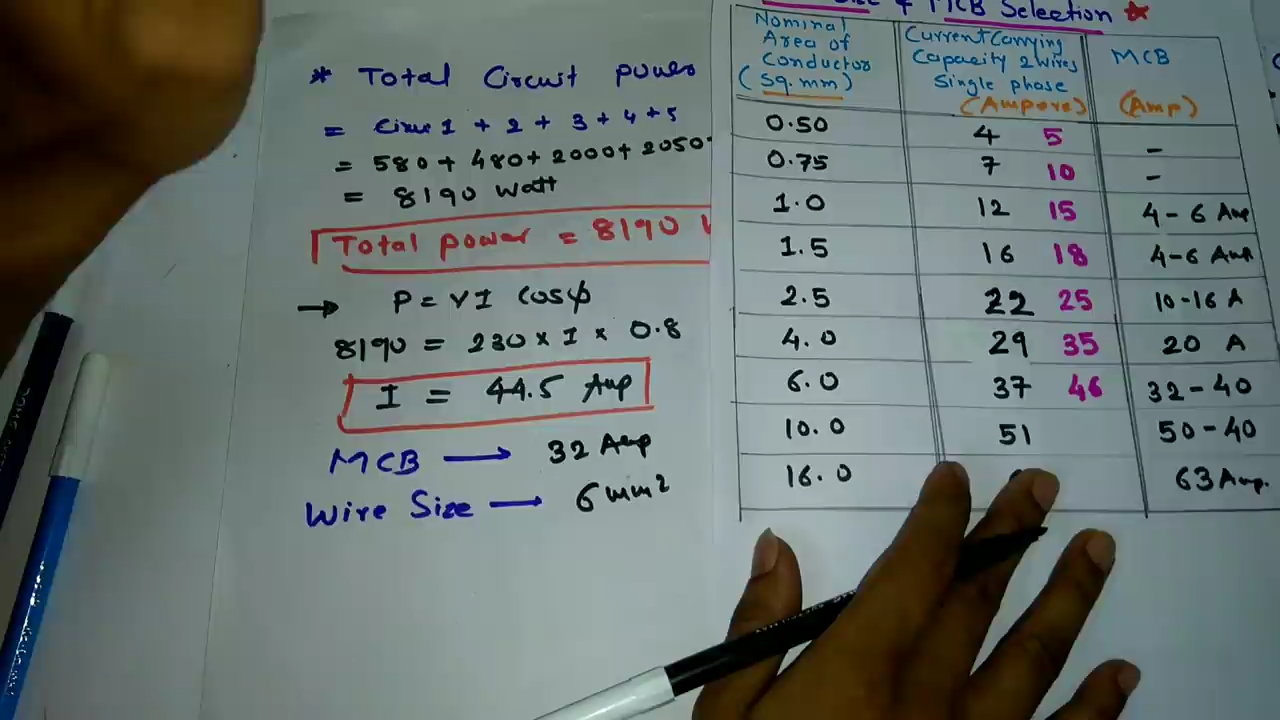 * Total Circuit power
= circu 1 + 2 + 3 + 4 + 5
= 580 + 480 + 2000 + 2050
= 8190 Watt
Total power = 8190
→ P = VI cosφ
8190 = 230 × I × 0.8
I = 44.5 Amp
MCB → 32 Amp
Wire Size → 6 mm²
& MCB Selection
Nominal Area of Conductor (sq.mm)
Current Carrying Capacity 2 wires Single phase (Ampere)
MCB (Amp)
0.50 4 5 -
0.75 7 10 -
1.0 12 15 4-6 Amp
1.5 16 18 4-6 Amp
2.5 22 25 10-16 A
4.0 29 35 20 A
6.0 37 46 32-40
10.0 51 50-40
16.0 63 Amp.